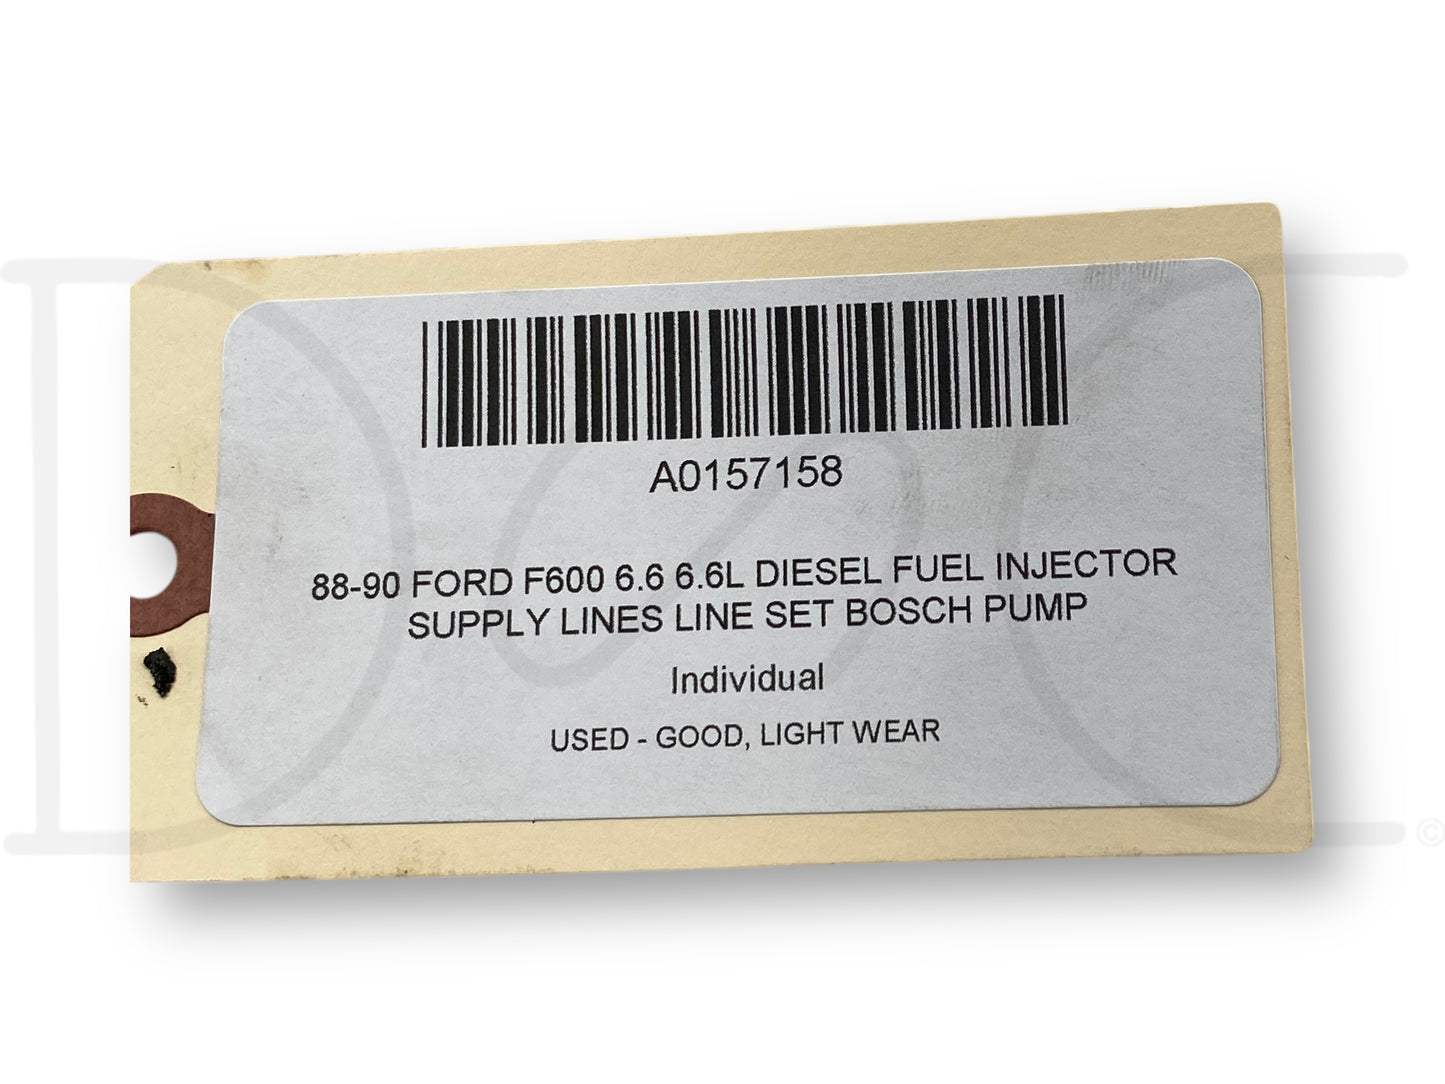 A0157158
88-90 FORD F600 6.6 6.6L DIESEL FUEL INJECTOR
SUPPLY LINES LINE SET BOSCH PUMP
Individual
USED - GOOD, LIGHT WEAR
©